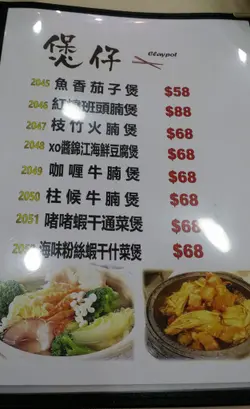 煲仔 Claypot
2045 魚香茄子煲 $58
2046 紅燒班頭腩煲 $88
2047 枝竹火腩煲 $68
2048 xo醬錦江海鮮豆腐煲 $68
2049 咖喱牛腩煲 $68
2050 柱候牛腩煲 $68
2051 啫啫蝦干通菜煲 $68
海味粉絲蝦干什菜煲 $68